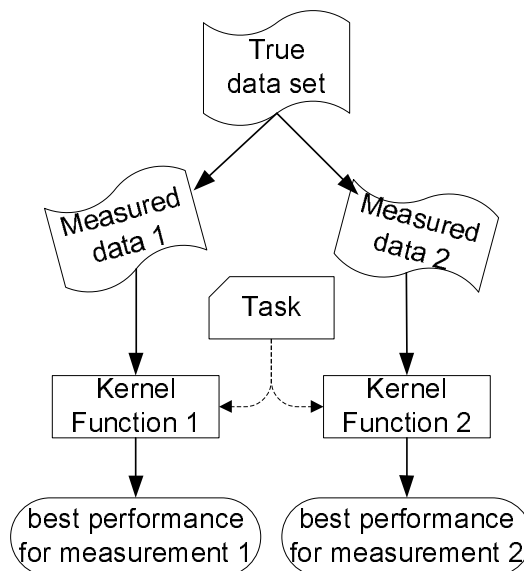 True
data set
Measured
data 1
Measured
data 2
Task
Kernel
Function 1
Kernel
Function 2
best performance
for measurement 1
best performance
for measurement 2